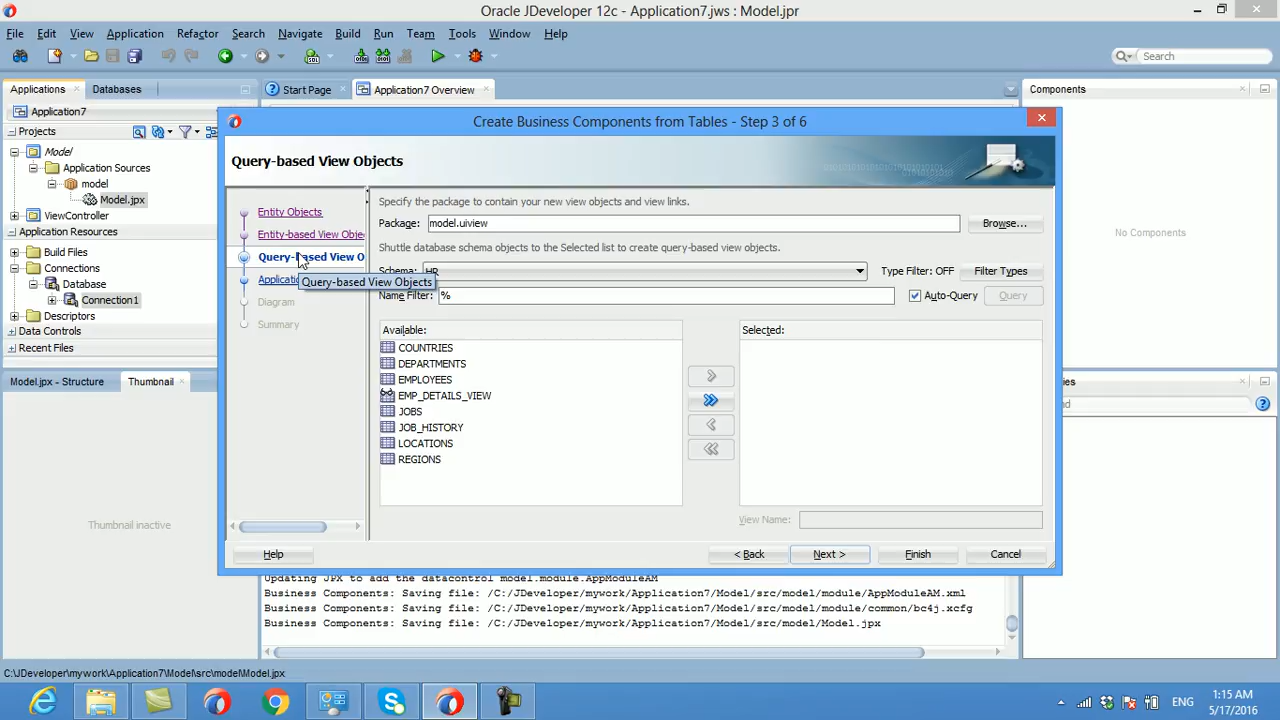 Oracle JDeveloper 12c - Application7.jws : Model.jpr
File Edit View Application Refactor Search Navigate Build Run Team Tools Window Help
Search
Applications Databases
Start Page Application7 Overview
Components
Application7
Projects
Model
Application Sources
model
Model.jpx
ViewController
Application Resources
Build Files
Connections
Database
Connection1
Descriptors
Data Controls
Recent Files
Model.jpx - Structure Thumbnail
Thumbnail inactive
No Components
Create Business Components from Tables - Step 3 of 6
Query-based View Objects
Entity Objects
Entity-based View Obje
Query-based View O
Applicati
Query-based View Objects
Diagram
Summary
Specify the package to contain your new view objects and view links.
Package: model.uiview Browse...
Shuttle database schema objects to the Selected list to create query-based view objects.
Schema: HR Type Filter: OFF Filter Types
Name Filter: % Auto-Query Query
Available: Selected:
COUNTRIES
DEPARTMENTS
EMPLOYEES
EMP_DETAILS_VIEW
JOBS
JOB_HISTORY
LOCATIONS
REGIONS
View Name:
Help < Back Next > Finish Cancel
Updating JPX to add the datacontrol model.module.AppModuleAM
Business Components: Saving file: /C:/JDeveloper/mywork/Application7/Model/src/model/module/AppModuleAM.xml
Business Components: Saving file: /C:/JDeveloper/mywork/Application7/Model/src/model/module/common/bc4j.xcfg
Business Components: Saving file: /C:/JDeveloper/mywork/Application7/Model/src/model/Model.jpx
C:\JDeveloper\mywork\Application7\Model\src\model\Model.jpx
ENG
1:15 AM
5/17/2016